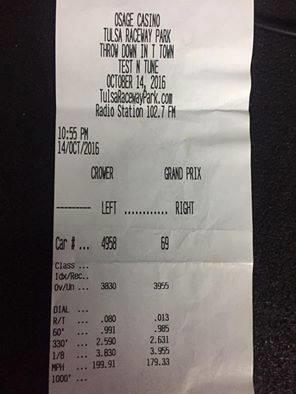 OSAGE CASINO
TULSA RACEWAY PARK
THROW DOWN IN T TOWN
TEST N TUNE
OCTOBER 14, 2016
TulsaRacewayPark.com
Radio Station 102.7 FM
10:55 PM
14/OCT/2016
CROWER GRAND PRIX
--------- LEFT ............ RIGHT
Car # ... 4958 69
Class ...
Idx/Rec..
Ov/Un ... 3830 3955
DIAL ...
R/T ... .080 .013
60' ... .991 .985
330' ... 2.590 2.631
1/8 ... 3.830 3.955
MPH ... 199.91 179.33
1000' ...